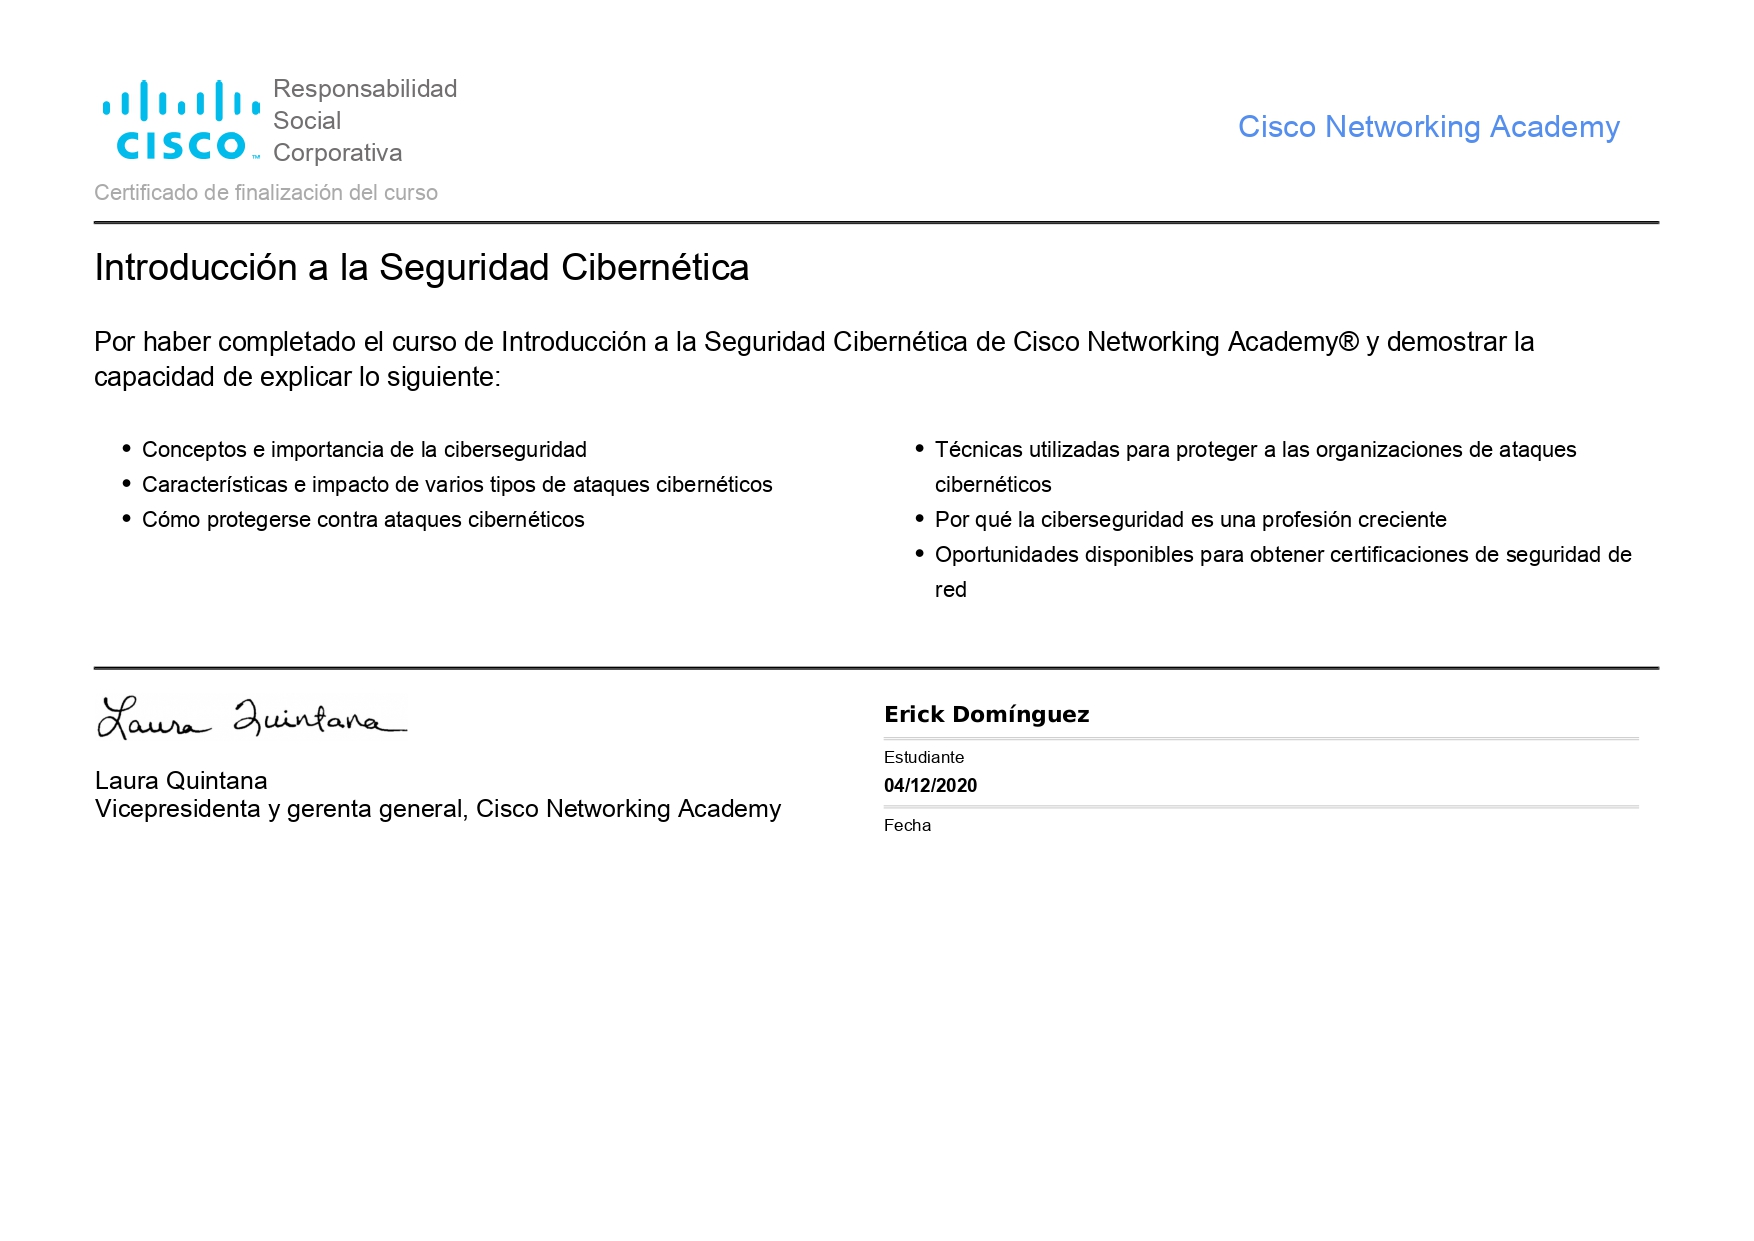 Responsabilidad
Social
Corporativa
CISCO™
Cisco Networking Academy
Certificado de finalización del curso
Introducción a la Seguridad Cibernética
Por haber completado el curso de Introducción a la Seguridad Cibernética de Cisco Networking Academy® y demostrar la
capacidad de explicar lo siguiente:
• Conceptos e importancia de la ciberseguridad
• Características e impacto de varios tipos de ataques cibernéticos
• Cómo protegerse contra ataques cibernéticos
• Técnicas utilizadas para proteger a las organizaciones de ataques
cibernéticos
• Por qué la ciberseguridad es una profesión creciente
• Oportunidades disponibles para obtener certificaciones de seguridad de
red
Laura Quintana
Laura Quintana
Vicepresidenta y gerenta general, Cisco Networking Academy
Erick Domínguez
Estudiante
04/12/2020
Fecha